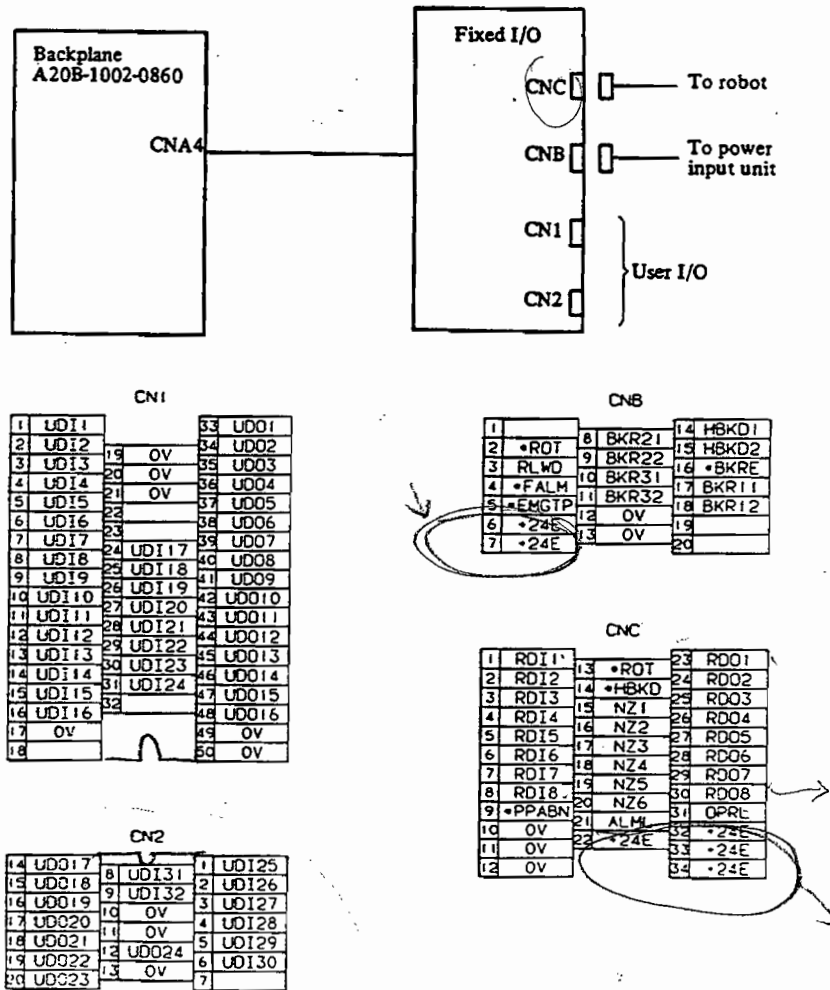 Backplane
A20B-1002-0860
CNA4
Fixed I/O
CNC
To robot
CNB
To power
input unit
CN1
CN2
User I/O
CN1
1 UDI1
2 UDI2
3 UDI3
4 UDI4
5 UDI5
6 UDI6
7 UDI7
8 UDI8
9 UDI9
10 UDI10
11 UDI11
12 UDI12
13 UDI13
14 UDI14
15 UDI15
16 UDI16
17 0V
18
19 0V
20 0V
21 0V
22
23
24 UDI17
25 UDI18
26 UDI19
27 UDI20
28 UDI21
29 UDI22
30 UDI23
31 UDI24
32
33 UDO1
34 UDO2
35 UDO3
36 UDO4
37 UDO5
38 UDO6
39 UDO7
40 UDO8
41 UDO9
42 UDO10
43 UDO11
44 UDO12
45 UDO13
46 UDO14
47 UDO15
48 UDO16
49 0V
50 0V
CNB
1
2 *ROT
3 RLWD
4 *FALM
5 *EMGTP
6 +24E
7 +24E
8 BKR21
9 BKR22
10 BKR31
11 BKR32
12 0V
13 0V
14 HBKD1
15 HBKD2
16 *BKRE
17 BKR11
18 BKR12
19
20
CNC
1 RDI1
2 RDI2
3 RDI3
4 RDI4
5 RDI5
6 RDI6
7 RDI7
8 RDI8
9 *PPABN
10 0V
11 0V
12 0V
13 *ROT
14 *HBKD
15 NZ1
16 NZ2
17 NZ3
18 NZ4
19 NZ5
20 NZ6
21 ALML
22 +24E
23 RDO1
24 RDO2
25 RDO3
26 RDO4
27 RDO5
28 RDO6
29 RDO7
30 RDO8
31 OPRL
32 +24E
33 +24E
34 +24E
CN2
14 UDO17
15 UDO18
16 UDO19
17 UDO20
18 UDO21
19 UDO22
20 UDO23
8 UDI31
9 UDI32
10 0V
11 0V
12 UDO24
13 0V
1 UDI25
2 UDI26
3 UDI27
4 UDI28
5 UDI29
6 UDI30
7